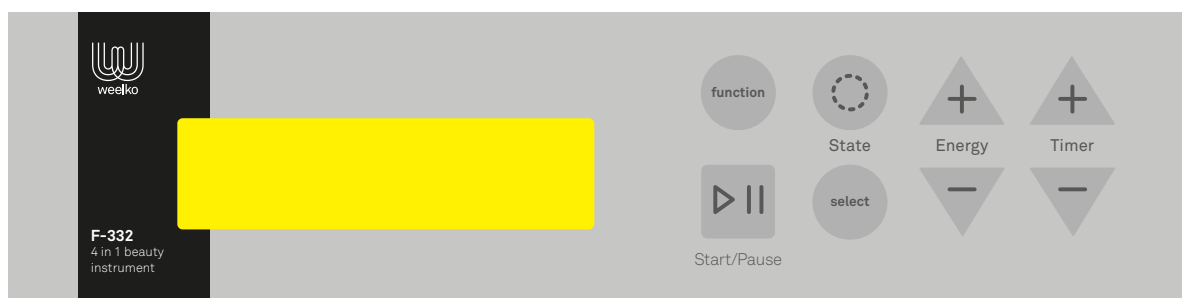 weelko
F-332
4 in 1 beauty
instrument
function
State
Energy
Timer
select
Start/Pause